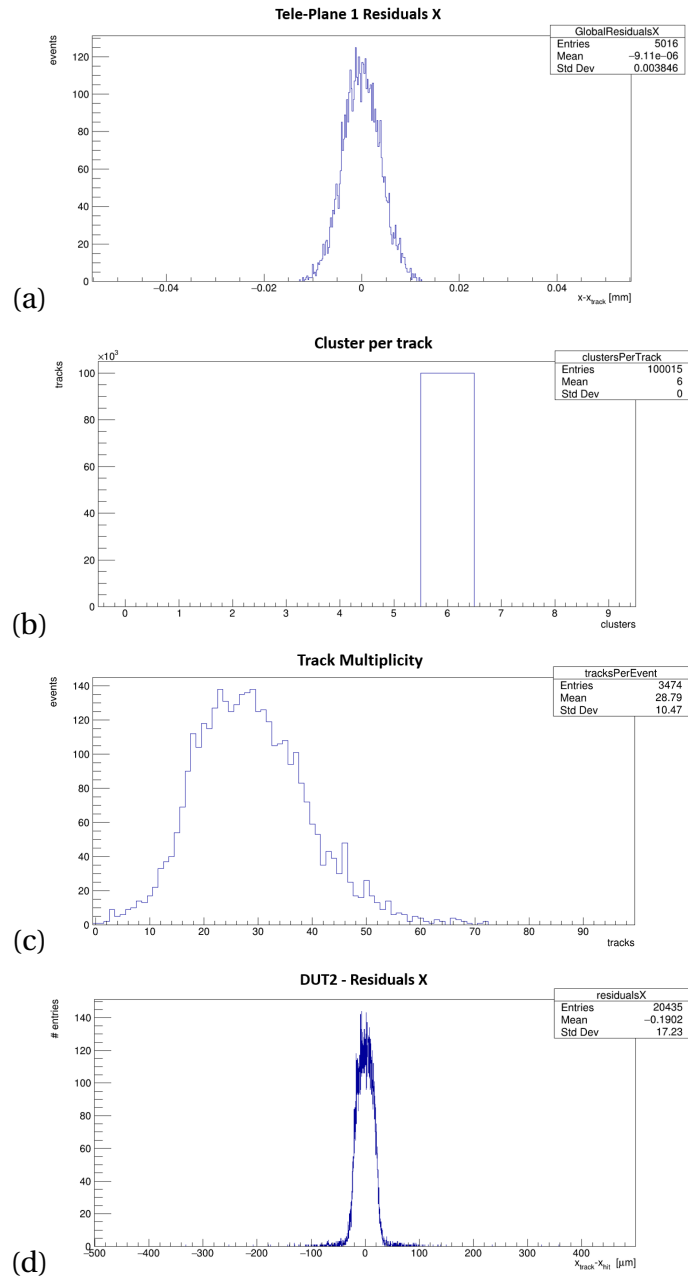 Tele-Plane 1 Residuals X
events
GlobalResidualsX
Entries 5016
Mean −9.11e−06
Std Dev 0.003846
120
100
80
60
40
20
0
−0.04 −0.02 0 0.02 0.04
x-xtrack [mm]
(a)
Cluster per track
×10³
tracks
clustersPerTrack
Entries 100015
Mean 6
Std Dev 0
100
80
60
40
20
0
0 1 2 3 4 5 6 7 8 9
clusters
(b)
Track Multiplicity
events
tracksPerEvent
Entries 3474
Mean 28.79
Std Dev 10.47
140
120
100
80
60
40
20
0
0 10 20 30 40 50 60 70 80 90
tracks
(c)
DUT2 - Residuals X
# entries
residualsX
Entries 20435
Mean −0.1902
Std Dev 17.23
140
120
100
80
60
40
20
0
−500 −400 −300 −200 −100 0 100 200 300 400
xtrack-xhit [μm]
(d)